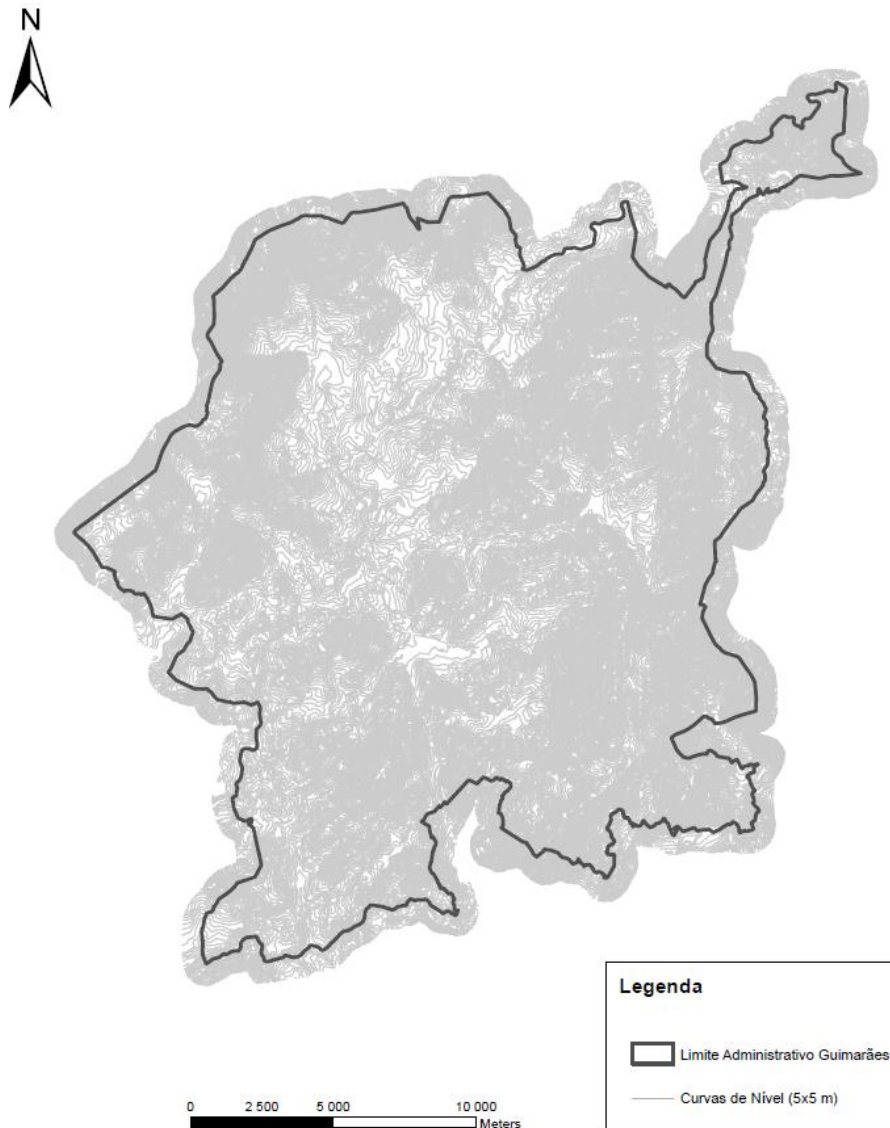 N
Legenda
Limite Administrativo Guimarães
Curvas de Nível (5x5 m)
0 2 500 5 000 10 000
Meters